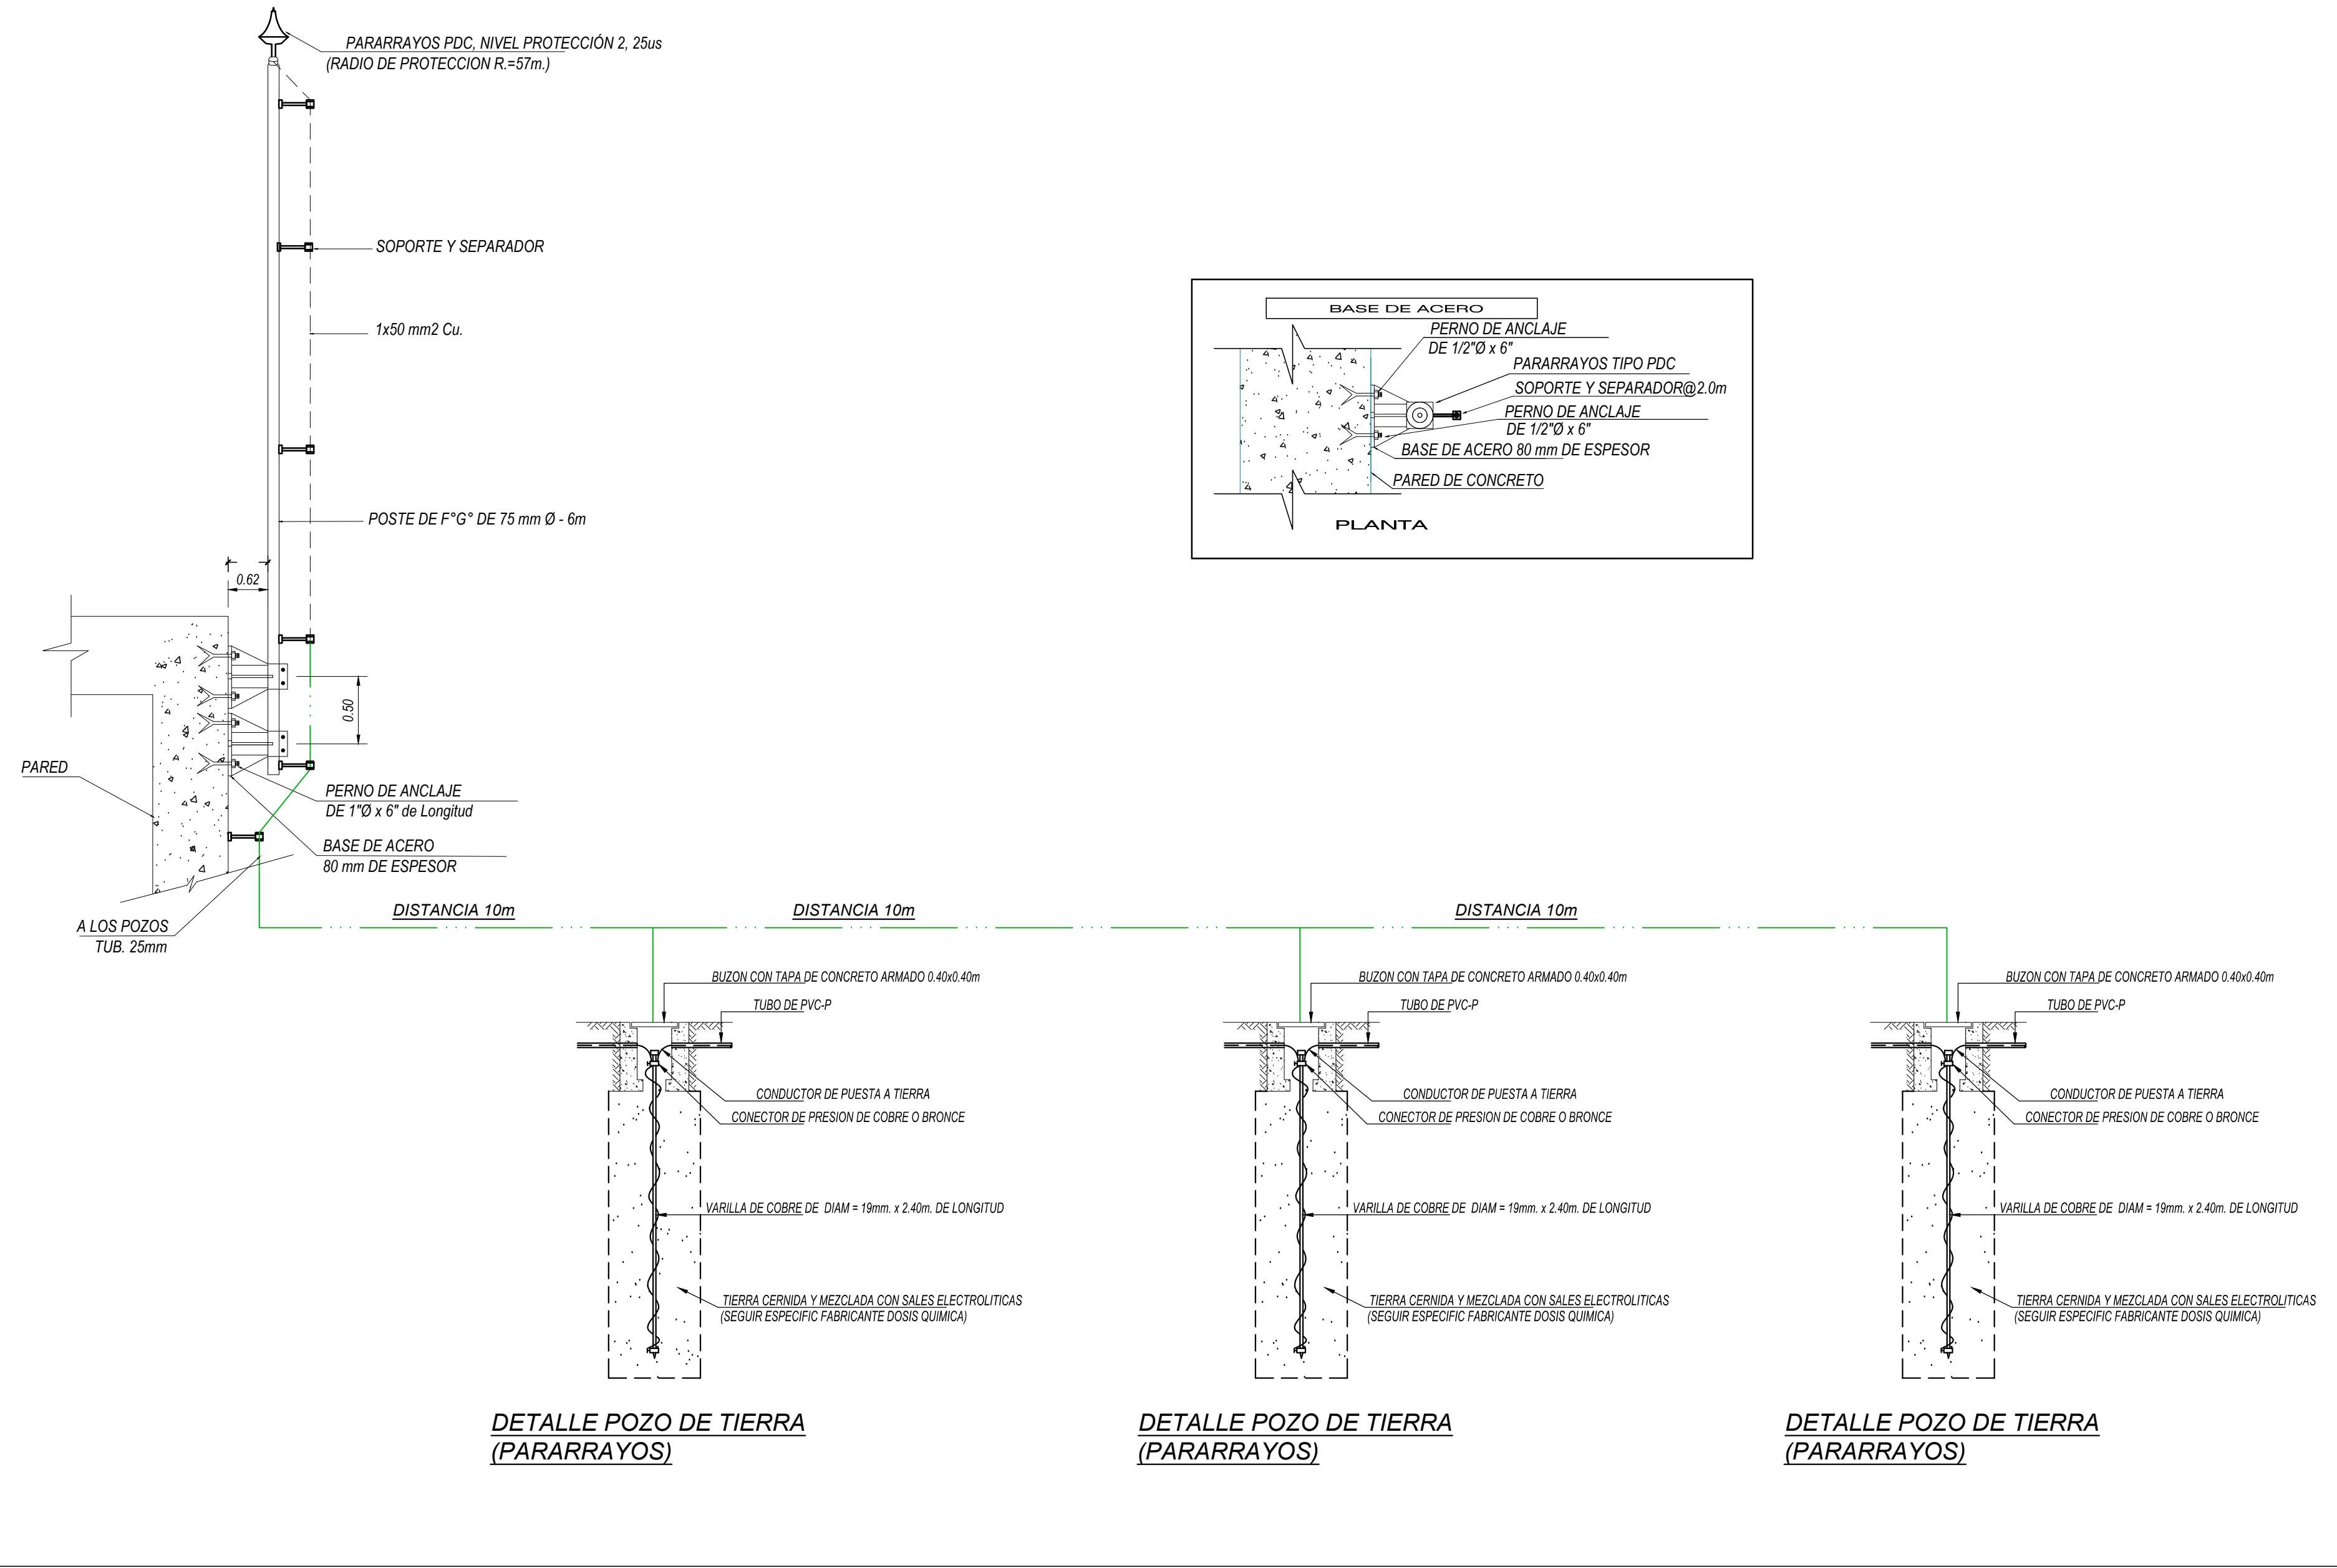 PARARRAYOS PDC, NIVEL PROTECCIÓN 2, 25us
(RADIO DE PROTECCION R.=57m.)
SOPORTE Y SEPARADOR
1x50 mm2 Cu.
POSTE DE F°G° DE 75 mm Ø - 6m
0.62
0.50
PARED
PERNO DE ANCLAJE
DE 1"Ø x 6" de Longitud
BASE DE ACERO
80 mm DE ESPESOR
A LOS POZOS
TUB. 25mm
BASE DE ACERO
PERNO DE ANCLAJE
DE 1/2"Ø x 6"
PARARRAYOS TIPO PDC
SOPORTE Y SEPARADOR@2.0m
PERNO DE ANCLAJE
DE 1/2"Ø x 6"
BASE DE ACERO 80 mm DE ESPESOR
PARED DE CONCRETO
PLANTA
DISTANCIA 10m
DISTANCIA 10m
DISTANCIA 10m
BUZON CON TAPA DE CONCRETO ARMADO 0.40x0.40m
TUBO DE PVC-P
CONDUCTOR DE PUESTA A TIERRA
CONECTOR DE PRESION DE COBRE O BRONCE
VARILLA DE COBRE DE DIAM = 19mm. x 2.40m. DE LONGITUD
TIERRA CERNIDA Y MEZCLADA CON SALES ELECTROLITICAS
(SEGUIR ESPECIFIC FABRICANTE DOSIS QUIMICA)
DETALLE POZO DE TIERRA
(PARARRAYOS)
BUZON CON TAPA DE CONCRETO ARMADO 0.40x0.40m
TUBO DE PVC-P
CONDUCTOR DE PUESTA A TIERRA
CONECTOR DE PRESION DE COBRE O BRONCE
VARILLA DE COBRE DE DIAM = 19mm. x 2.40m. DE LONGITUD
TIERRA CERNIDA Y MEZCLADA CON SALES ELECTROLITICAS
(SEGUIR ESPECIFIC FABRICANTE DOSIS QUIMICA)
DETALLE POZO DE TIERRA
(PARARRAYOS)
BUZON CON TAPA DE CONCRETO ARMADO 0.40x0.40m
TUBO DE PVC-P
CONDUCTOR DE PUESTA A TIERRA
CONECTOR DE PRESION DE COBRE O BRONCE
VARILLA DE COBRE DE DIAM = 19mm. x 2.40m. DE LONGITUD
TIERRA CERNIDA Y MEZCLADA CON SALES ELECTROLITICAS
(SEGUIR ESPECIFIC FABRICANTE DOSIS QUIMICA)
DETALLE POZO DE TIERRA
(PARARRAYOS)